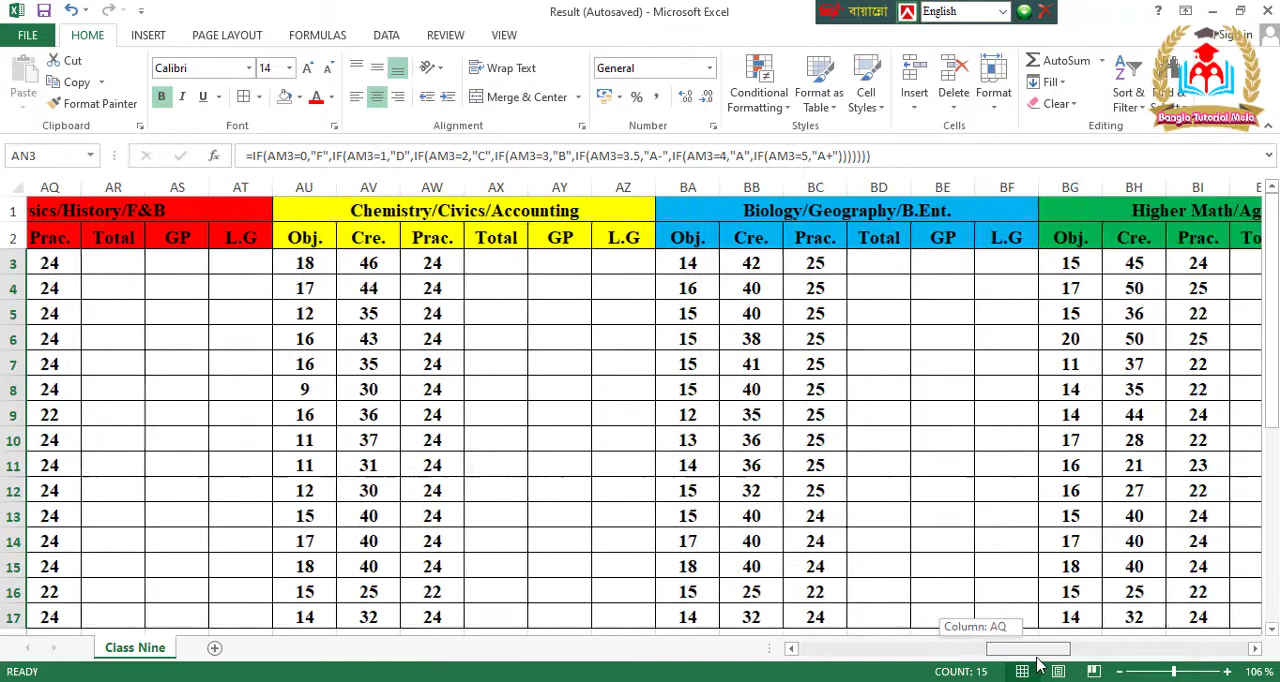 Result (Autosaved) - Microsoft Excel
বায়ান্নো English
FILE HOME INSERT PAGE LAYOUT FORMULAS DATA REVIEW VIEW Sign in
Paste Cut Copy Format Painter Clipboard
Calibri 14 B I U A A A Font
Wrap Text Merge & Center Alignment
General % , Number
Conditional Formatting Format as Table Cell Styles Styles
Insert Delete Format Cells
AutoSum Fill Clear Sort & Filter Editing
Bangla Tutorial Mela
AN3 fx =IF(AM3=0,"F",IF(AM3=1,"D",IF(AM3=2,"C",IF(AM3=3,"B",IF(AM3=3.5,"A-",IF(AM3=4,"A",IF(AM3=5,"A+")))))))
AQ AR AS AT AU AV AW AX AY AZ BA BB BC BD BE BF BG BH BI
1 sics/History/F&B Chemistry/Civics/Accounting Biology/Geography/B.Ent. Higher Math/Ag
2 Prac. Total GP L.G Obj. Cre. Prac. Total GP L.G Obj. Cre. Prac. Total GP L.G Obj. Cre. Prac. To
3 24 18 46 24 14 42 25 15 45 24
4 24 17 44 24 16 40 25 17 50 25
5 24 12 35 24 15 40 25 15 36 22
6 24 16 43 24 15 38 25 20 50 25
7 24 16 35 24 15 41 25 11 37 22
8 24 9 30 24 15 40 25 14 35 22
9 22 16 36 24 12 35 25 14 44 24
10 24 11 37 24 13 36 25 17 28 22
11 24 11 31 24 14 36 25 16 21 23
12 24 12 30 24 15 32 25 16 27 22
13 24 15 40 24 15 40 24 15 40 24
14 24 17 40 24 17 40 24 17 40 24
15 24 18 40 24 18 40 24 18 40 24
16 22 15 25 22 15 25 22 15 25 22
17 24 14 32 24 14 32 24 14 32 24
Column: AQ
Class Nine
READY COUNT: 15 106 %